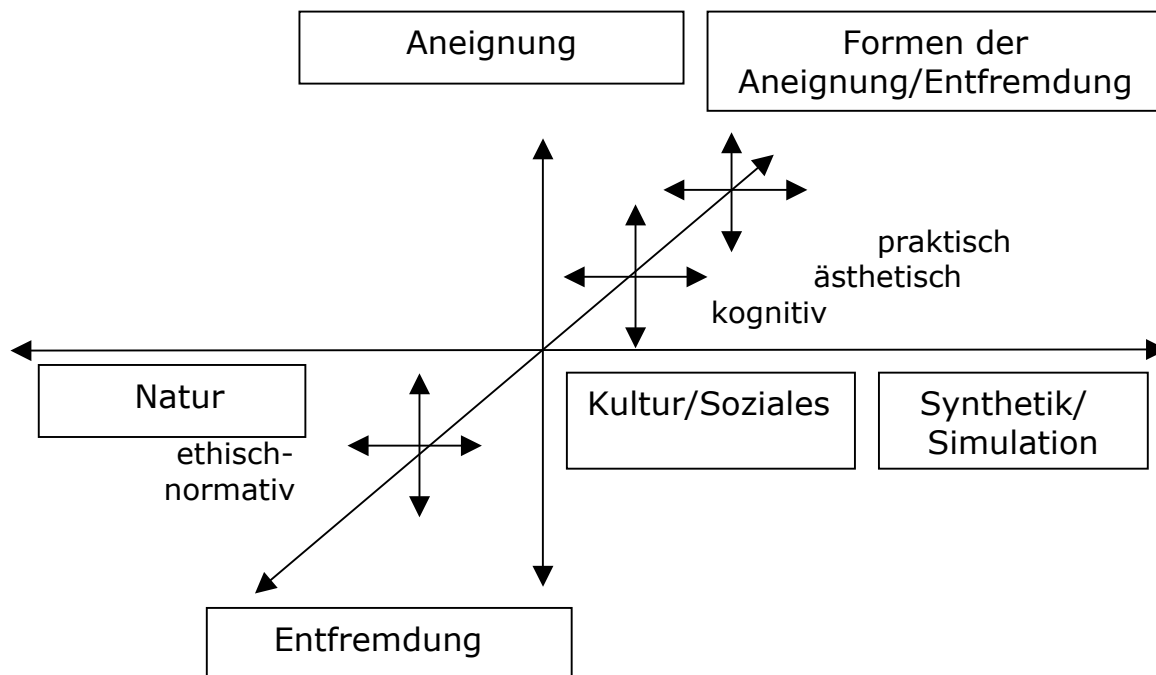 Aneignung
Formen der
Aneignung/Entfremdung
praktisch
ästhetisch
kognitiv
Natur
Kultur/Soziales
Synthetik/
Simulation
ethisch-
normativ
Entfremdung